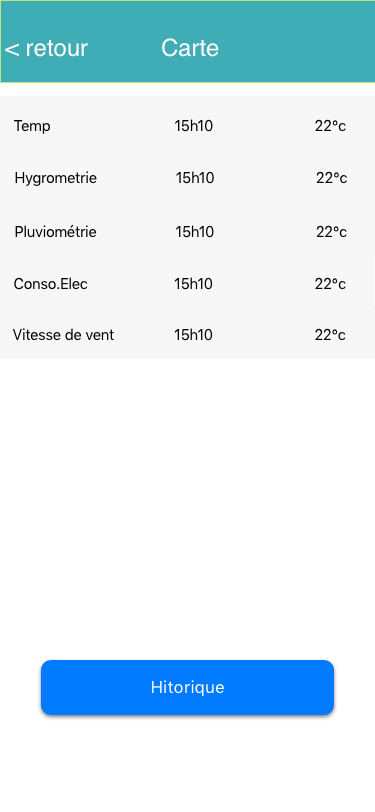 < retour Carte
Temp 15h10 22°c
Hygrometrie 15h10 22°c
Pluviométrie 15h10 22°c
Conso.Elec 15h10 22°c
Vitesse de vent 15h10 22°c
Hitorique